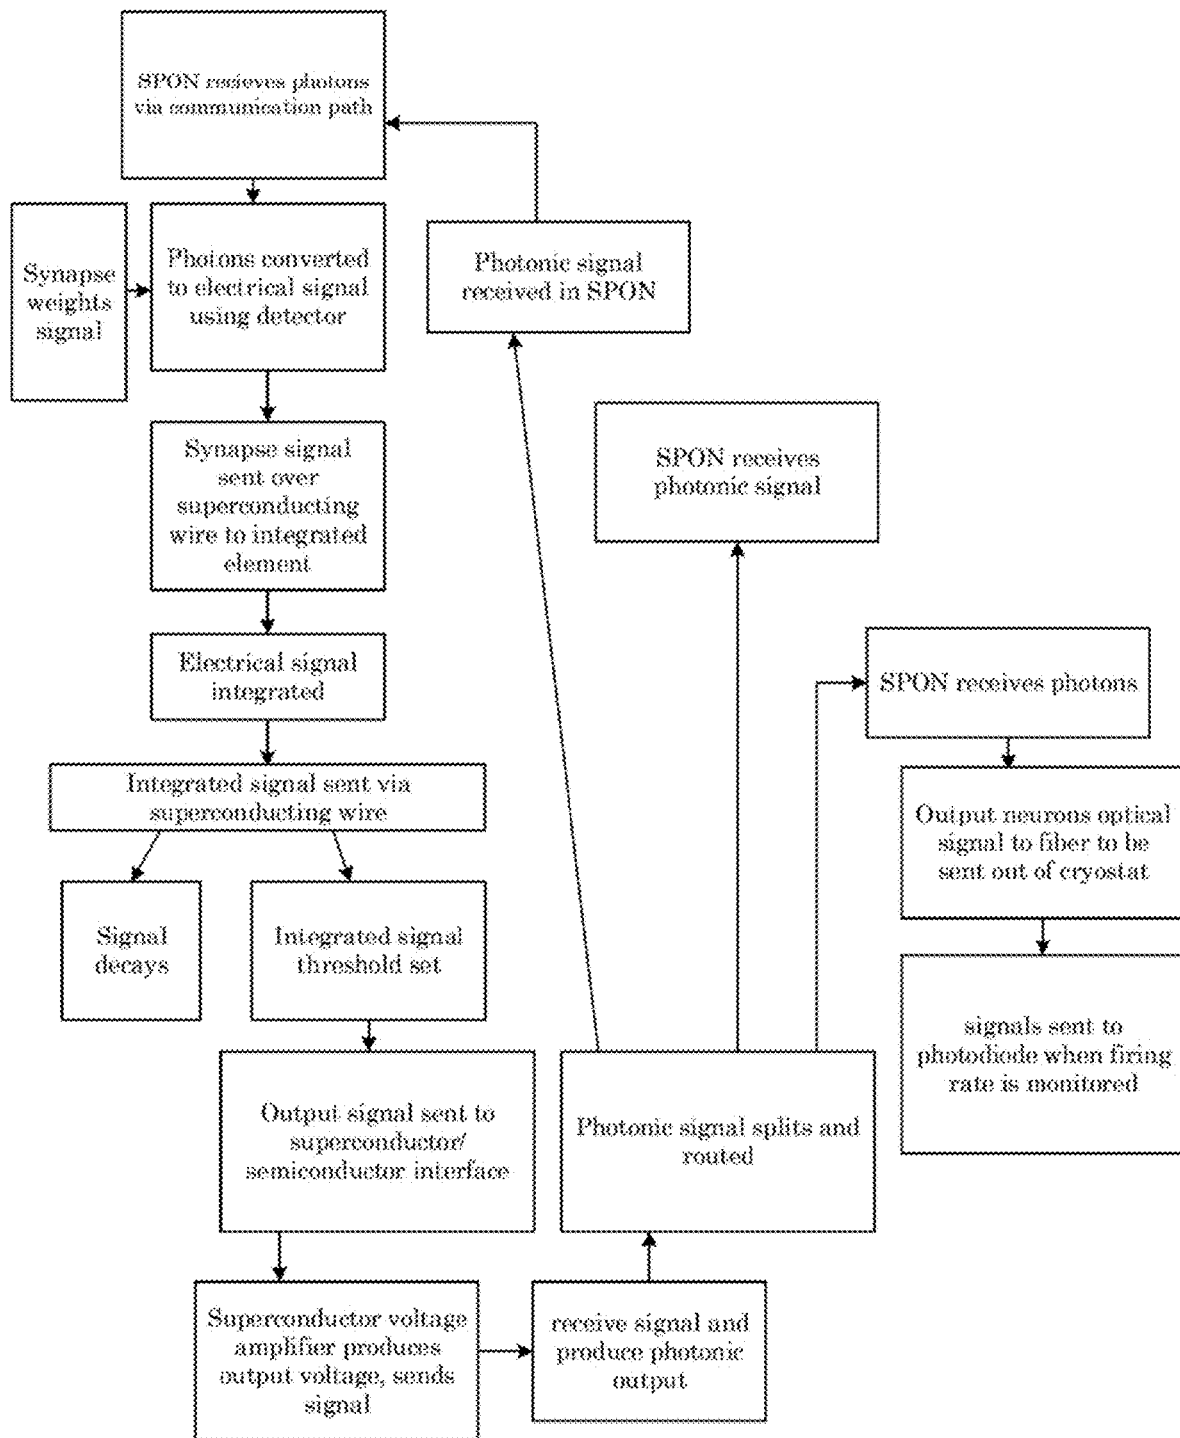 SPON recieves photons
via communication path
Synapse
weights
signal
Photons converted
to electrical signal
using detector
Photonic signal
received in SPON
Synapse signal
sent over
superconducting
wire to integrated
element
SPON receives
photonic signal
Electrical signal
integrated
SPON receives photons
Integrated signal sent via
superconducting wire
Output neurons optical
signal to fiber to be
sent out of cryostat
Signal
decays
Integrated signal
threshold set
signals sent to
photodiode when firing
rate is monitored
Output signal sent to
superconductor/
semiconductor interface
Photonic signal splits and
routed
Superconductor voltage
amplifier produces
output voltage, sends
signal
receive signal and
produce photonic
output